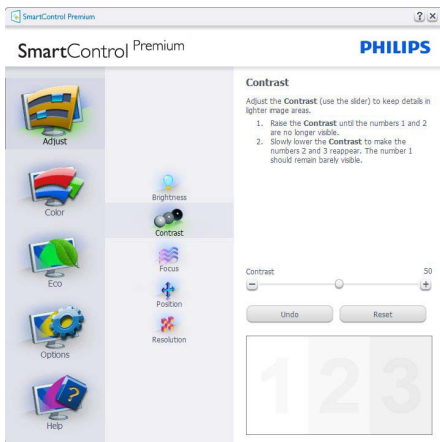 SmartControl Premium
? ×
SmartControl Premium
PHILIPS
Adjust
Color
Eco
Options
Help
Brightness
Contrast
Focus
Position
Resolution
Contrast
Adjust the Contrast (use the slider) to keep details in
lighter image areas.
1. Raise the Contrast until the numbers 1 and 2
are no longer visible.
2. Slowly lower the Contrast to make the
numbers 2 and 3 reappear. The number 1
should remain barely visible.
Contrast 50
Undo Reset
1 2 3